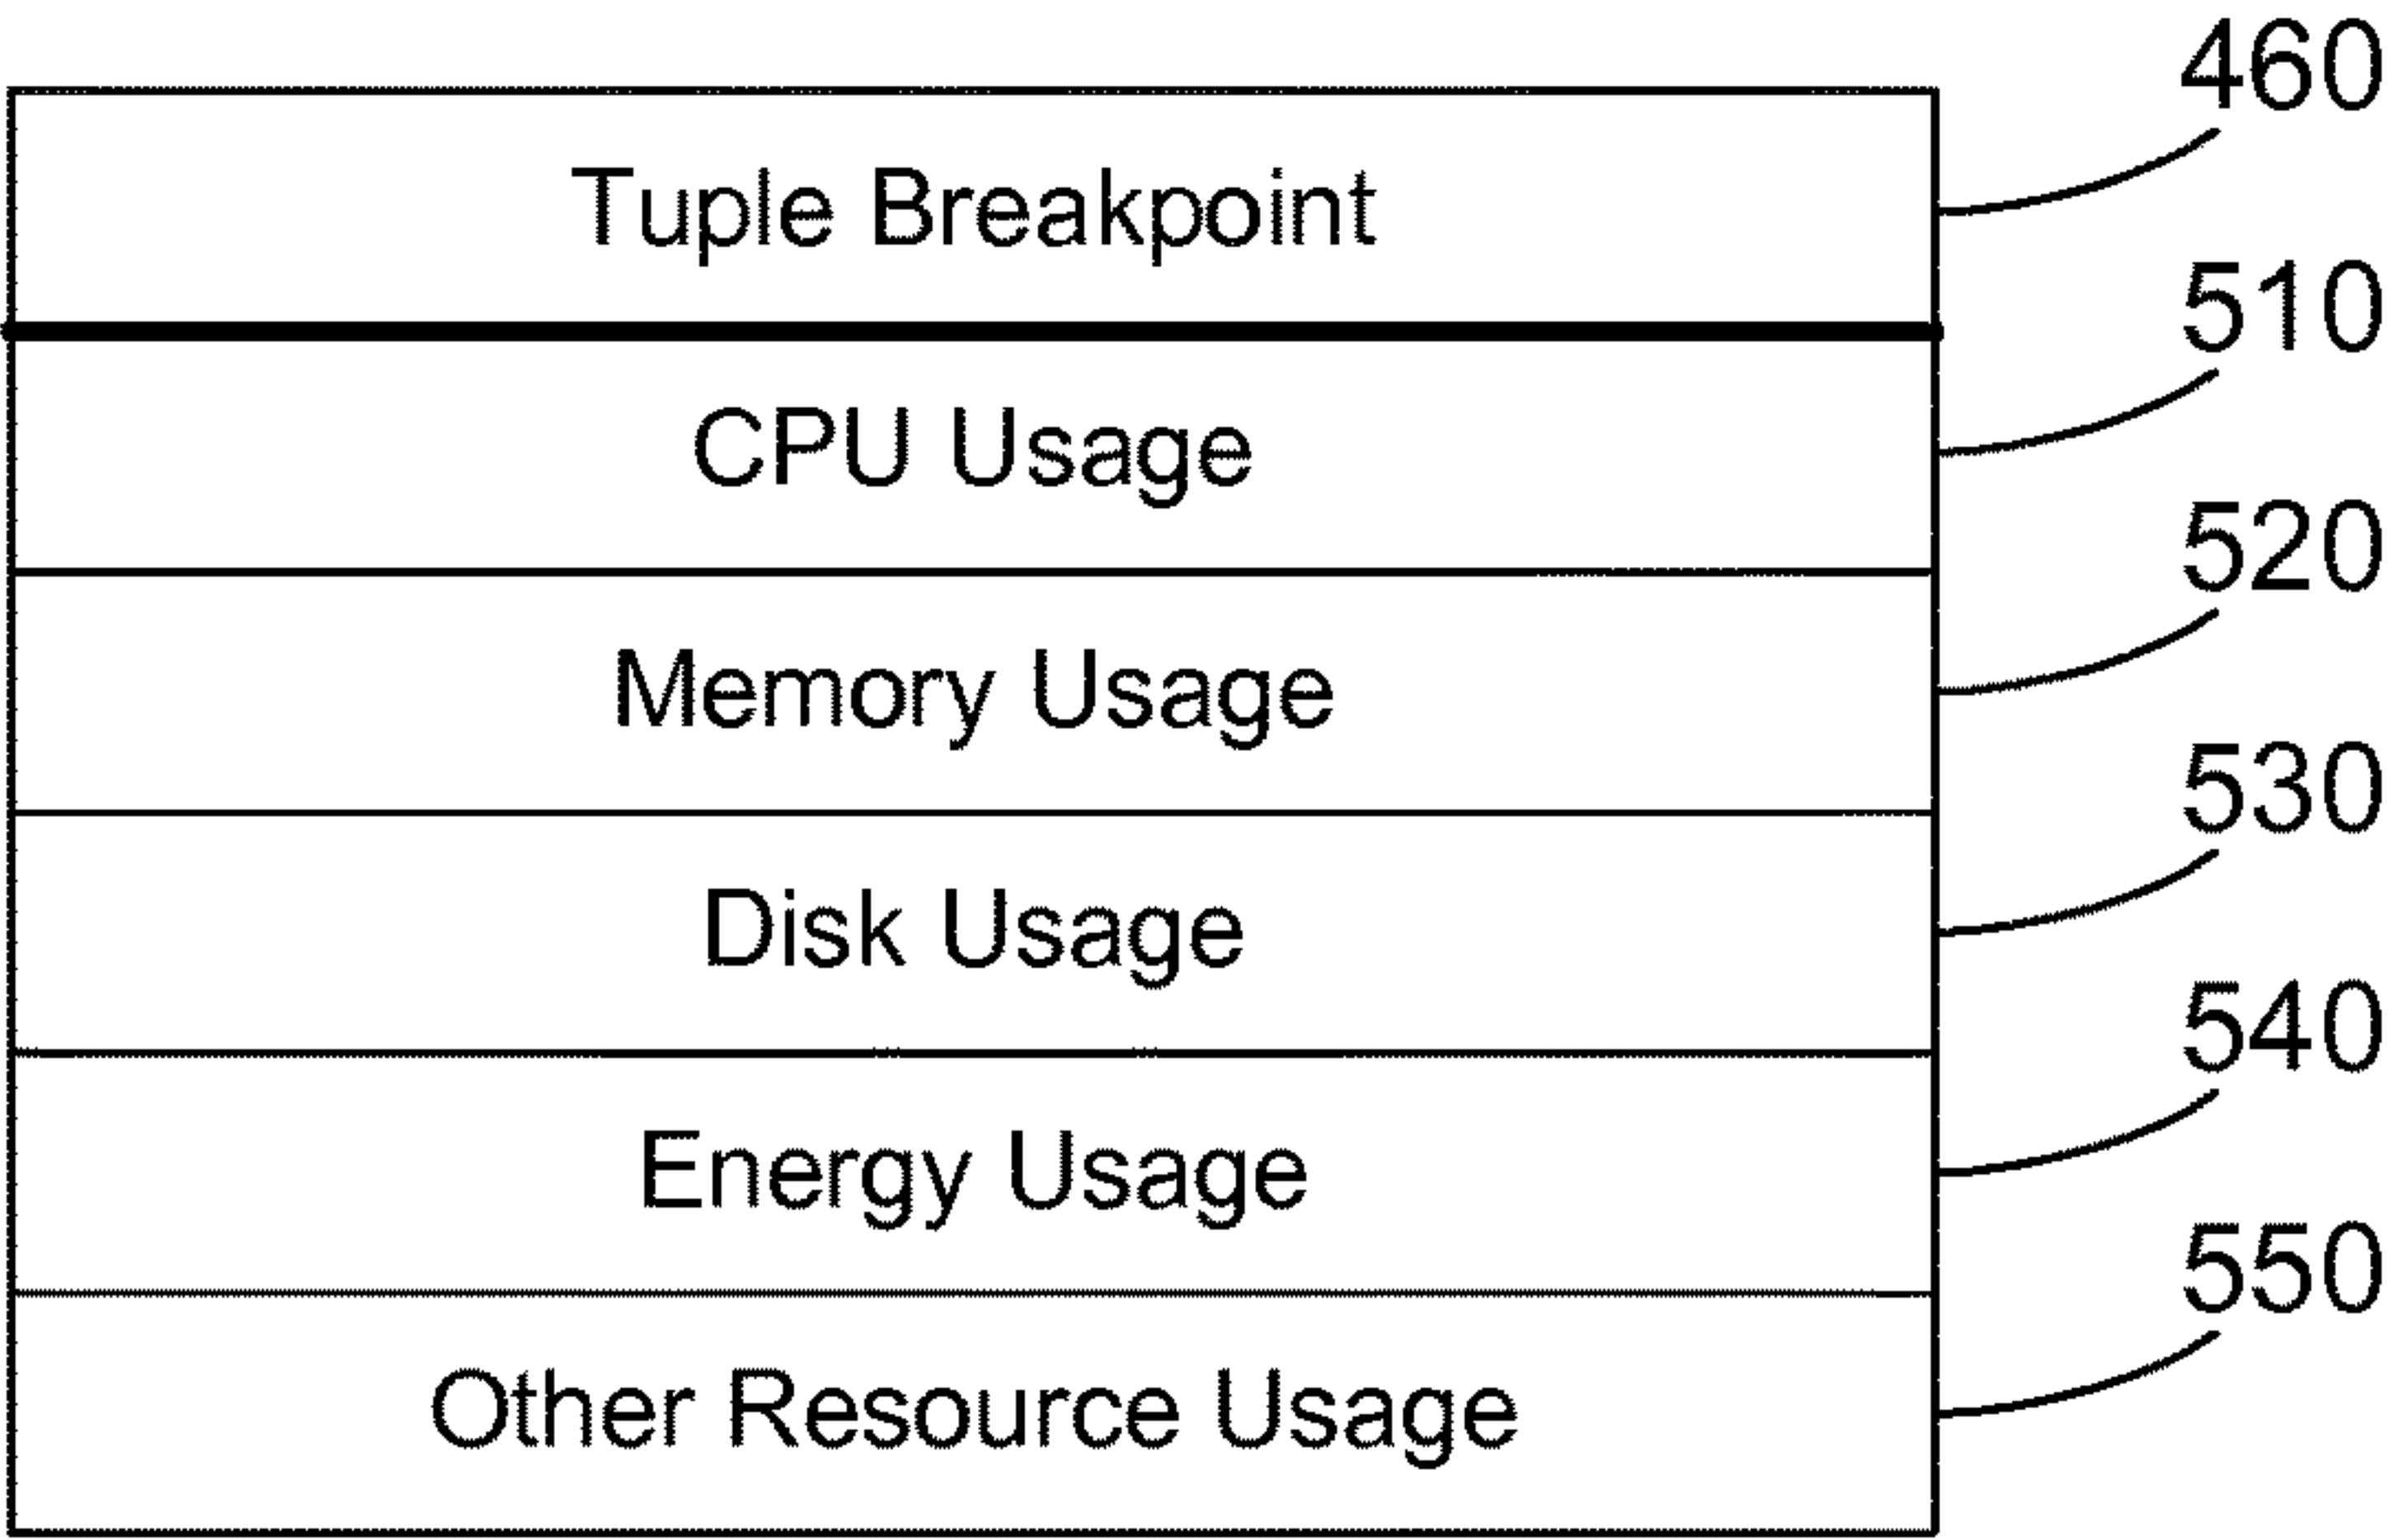 460
Tuple Breakpoint
510
CPU Usage
520
Memory Usage
530
Disk Usage
540
Energy Usage
550
Other Resource Usage